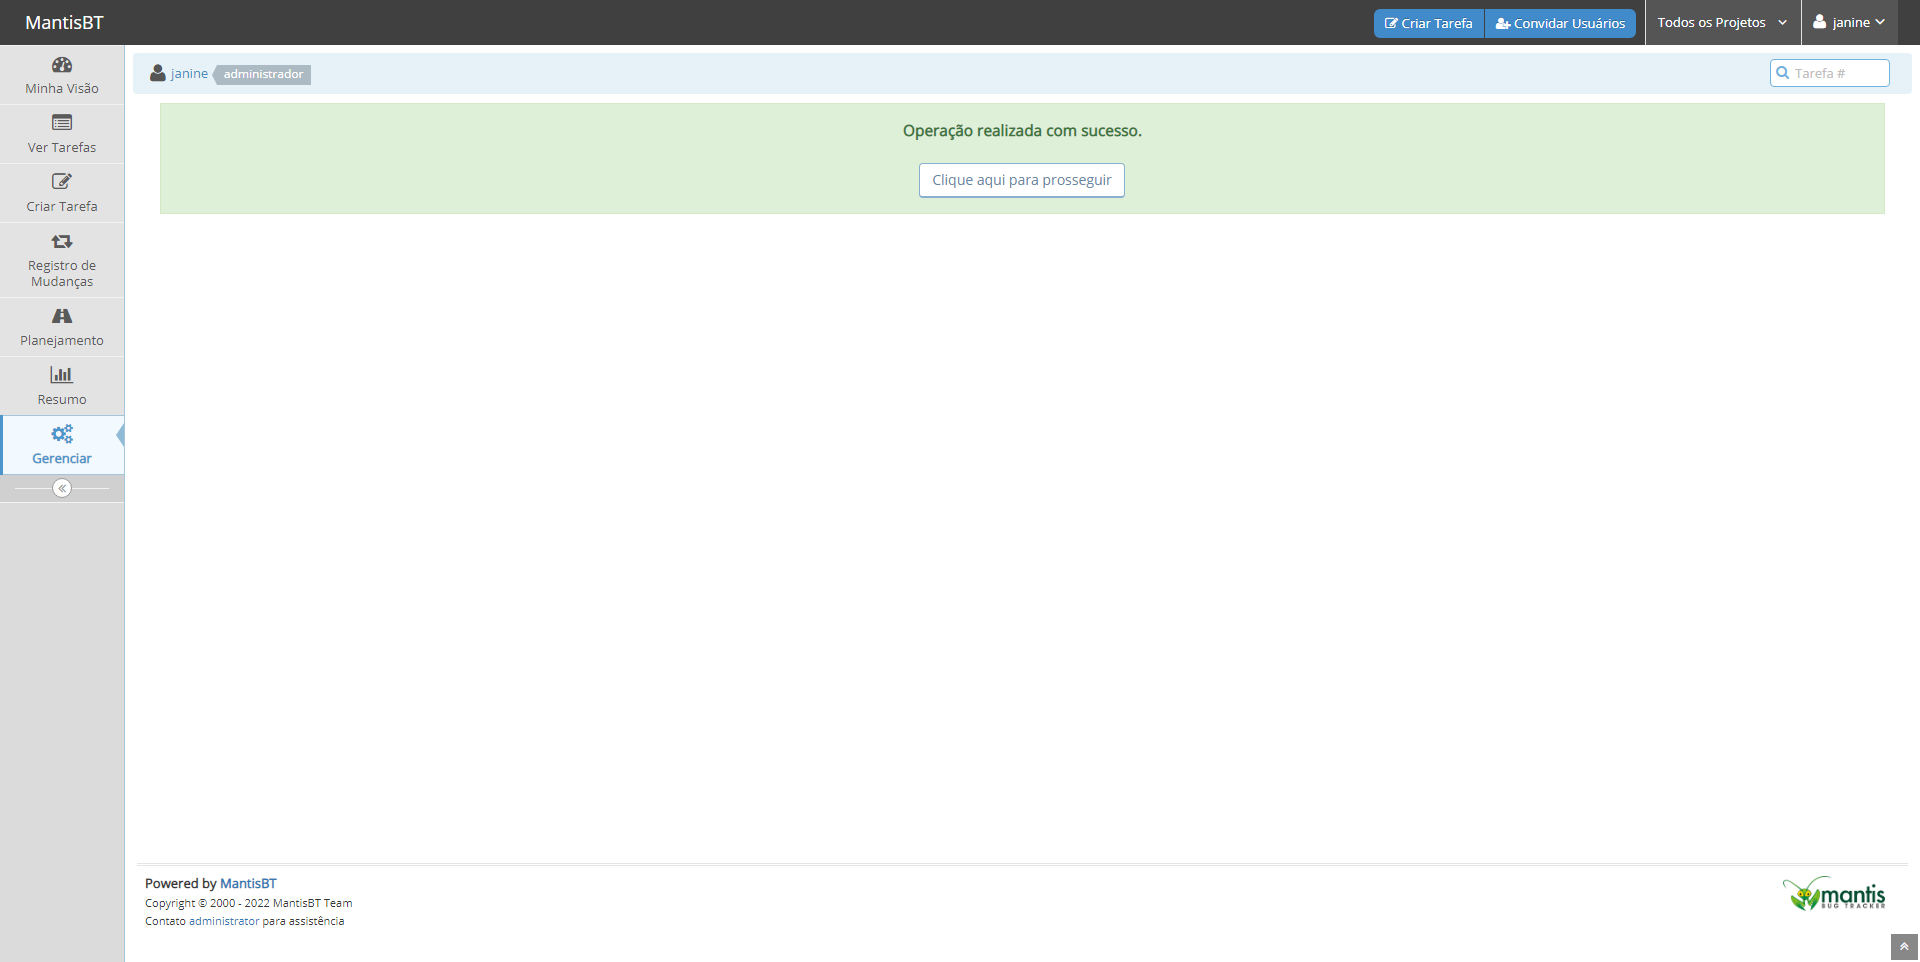 MantisBT
Criar Tarefa
Convidar Usuários
Todos os Projetos
janine
Minha Visão
Ver Tarefas
Criar Tarefa
Registro de
Mudanças
Planejamento
Resumo
Gerenciar
janine
administrador
Tarefa #
Operação realizada com sucesso.
Clique aqui para prosseguir
Powered by MantisBT
Copyright © 2000 - 2022 MantisBT Team
Contato administrator para assistência
mantis
BUG TRACKER